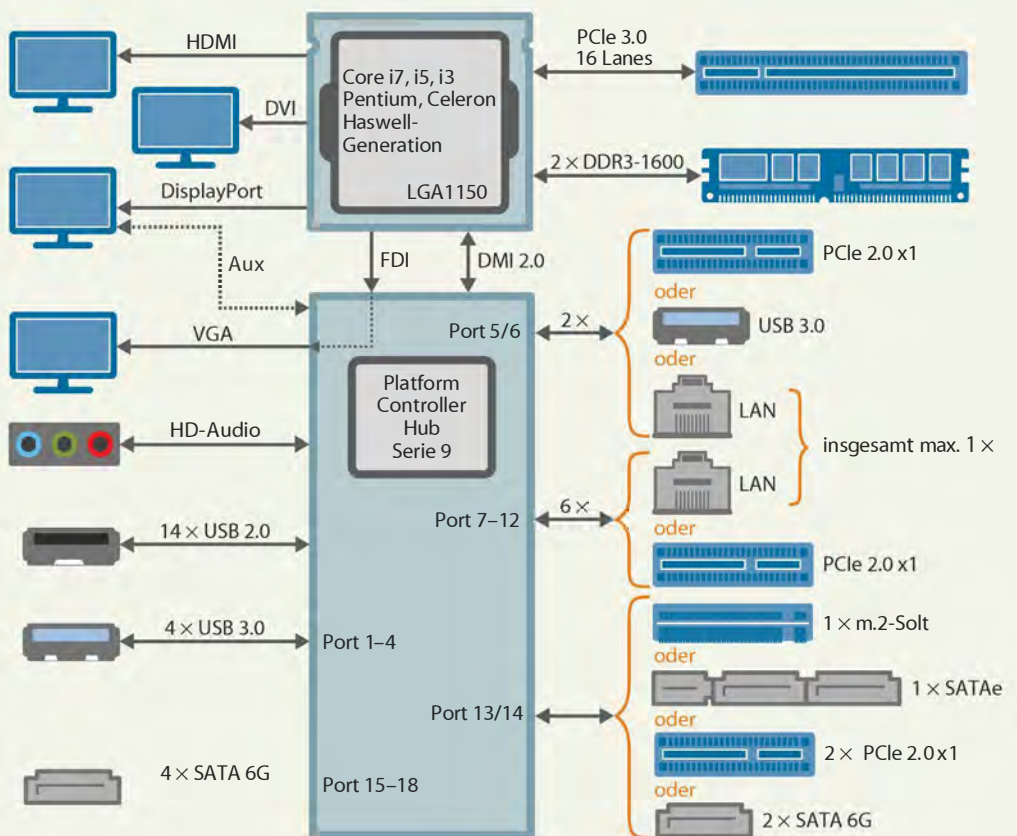 HDMI
DVI
DisplayPort
Aux
VGA
HD-Audio
14 × USB 2.0
4 × USB 3.0
4 × SATA 6G
Core i7, i5, i3
Pentium, Celeron
Haswell-
Generation
LGA1150
FDI
DMI 2.0
Platform
Controller
Hub
Serie 9
Port 5/6
Port 7–12
Port 1–4
Port 13/14
Port 15–18
PCIe 3.0
16 Lanes
2 × DDR3-1600
2 ×
PCIe 2.0 x1
oder
USB 3.0
oder
LAN
insgesamt max. 1 ×
6 ×
LAN
oder
PCIe 2.0 x1
1 × m.2-Solt
oder
1 × SATAe
oder
2 × PCIe 2.0 x1
oder
2 × SATA 6G